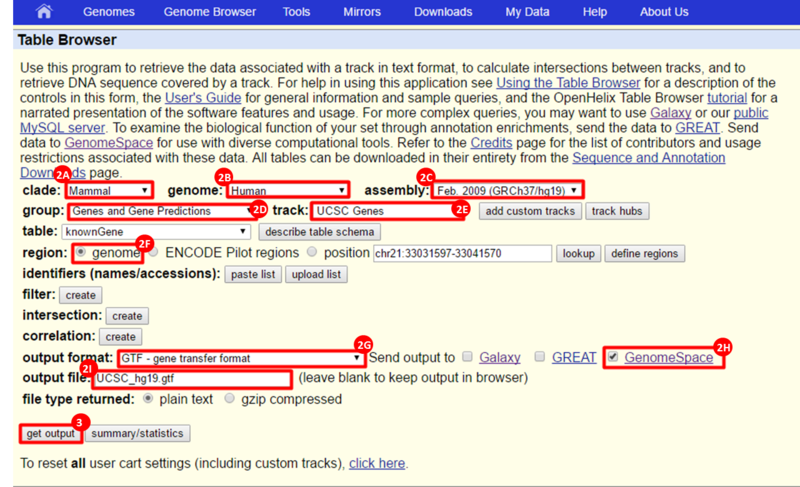 Genomes Genome Browser Tools Mirrors Downloads My Data Help About Us
Table Browser
Use this program to retrieve the data associated with a track in text format, to calculate intersections between tracks, and to
retrieve DNA sequence covered by a track. For help in using this application see Using the Table Browser for a description of the
controls in this form, the User's Guide for general information and sample queries, and the OpenHelix Table Browser tutorial for a
narrated presentation of the software features and usage. For more complex queries, you may want to use Galaxy or our public
MySQL server. To examine the biological function of your set through annotation enrichments, send the data to GREAT. Send
data to GenomeSpace for use with diverse computational tools. Refer to the Credits page for the list of contributors and usage
restrictions associated with these data. All tables can be downloaded in their entirety from the Sequence and Annotation
Downloads page.
2A 2B 2C
clade: Mammal genome: Human assembly: Feb. 2009 (GRCh37/hg19)
group: Genes and Gene Predictions 2D track: UCSC Genes 2E add custom tracks track hubs
table: knownGene describe table schema
region: genome 2F ENCODE Pilot regions position chr21:33031597-33041570 lookup define regions
identifiers (names/accessions): paste list upload list
filter: create
intersection: create
correlation: create
output format: GTF - gene transfer format 2G Send output to Galaxy GREAT GenomeSpace 2H
output file: 2I UCSC_hg19.gtf (leave blank to keep output in browser)
file type returned: plain text gzip compressed
get output 3 summary/statistics
To reset all user cart settings (including custom tracks), click here.